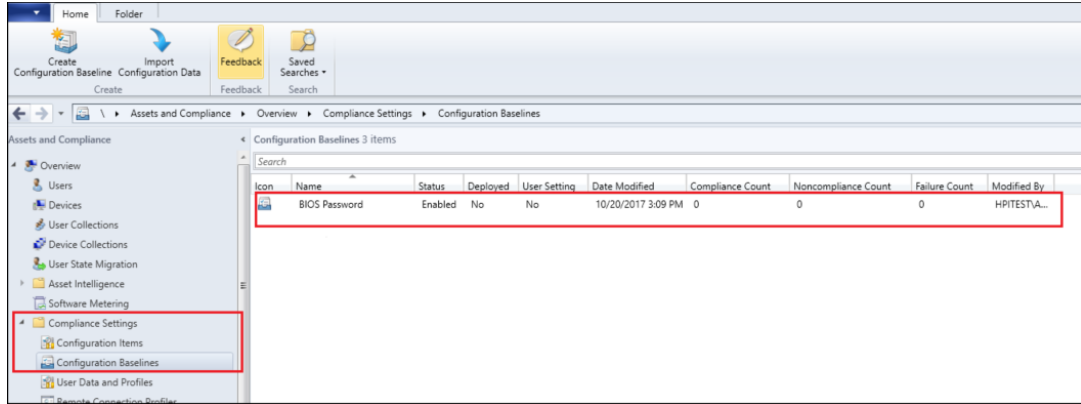 Home Folder
Create Configuration Baseline
Import Configuration Data
Feedback
Saved Searches
Create
Feedback
Search
\ Assets and Compliance Overview Compliance Settings Configuration Baselines
Assets and Compliance
Overview
Users
Devices
User Collections
Device Collections
User State Migration
Asset Intelligence
Software Metering
Compliance Settings
Configuration Items
Configuration Baselines
User Data and Profiles
Remote Connection Profiles
Configuration Baselines 3 items
Search
Icon Name Status Deployed User Setting Date Modified Compliance Count Noncompliance Count Failure Count Modified By
BIOS Password Enabled No No 10/20/2017 3:09 PM 0 0 0 HPITEST\A...